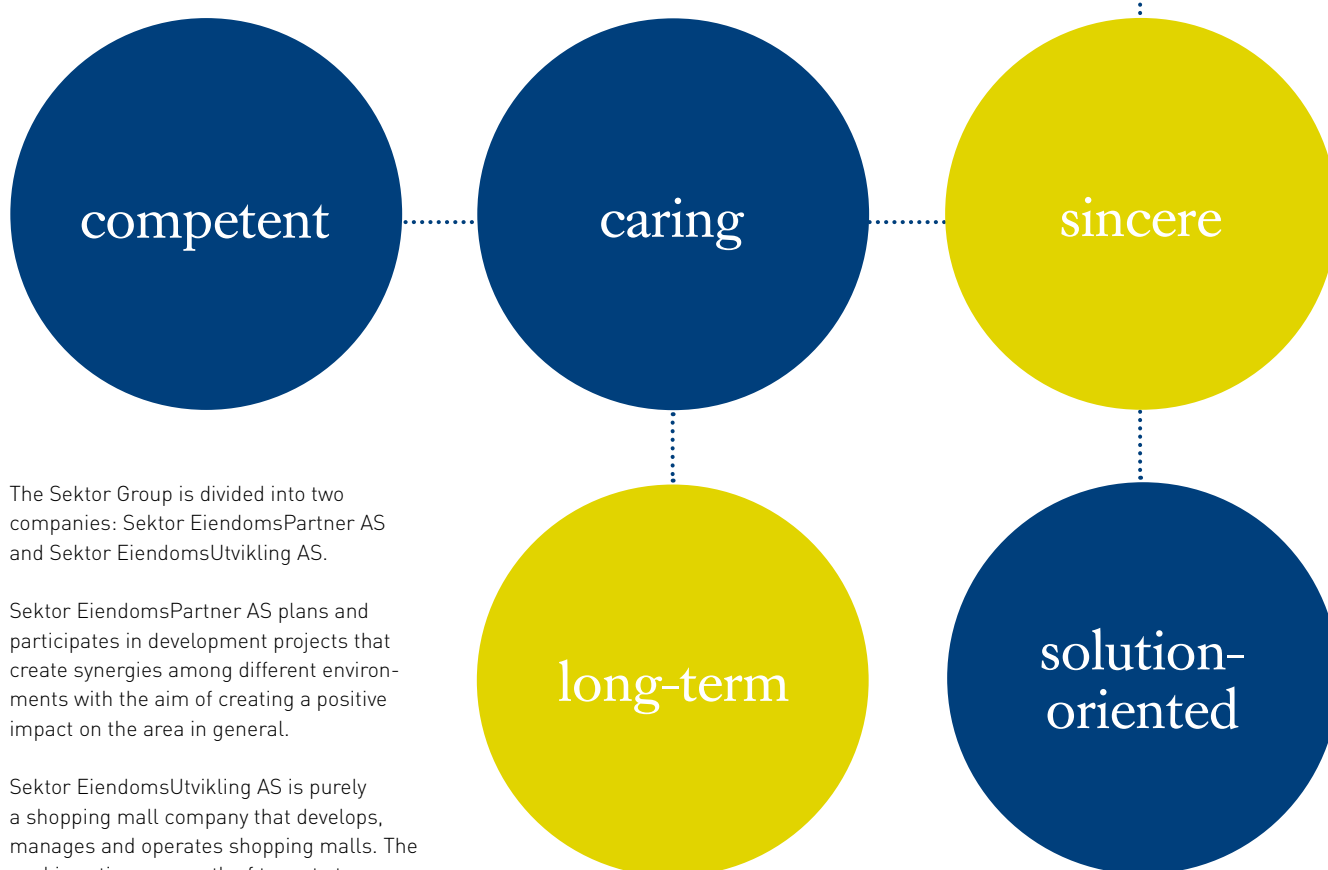 competent
caring
sincere
The Sektor Group is divided into two
companies: Sektor EiendomsPartner AS
and Sektor EiendomsUtvikling AS.
Sektor EiendomsPartner AS plans and
participates in development projects that
create synergies among different environ-
ments with the aim of creating a positive
impact on the area in general.
Sektor EiendomsUtvikling AS is purely
a shopping mall company that develops,
manages and operates shopping malls. The
long-term
solution-
oriented